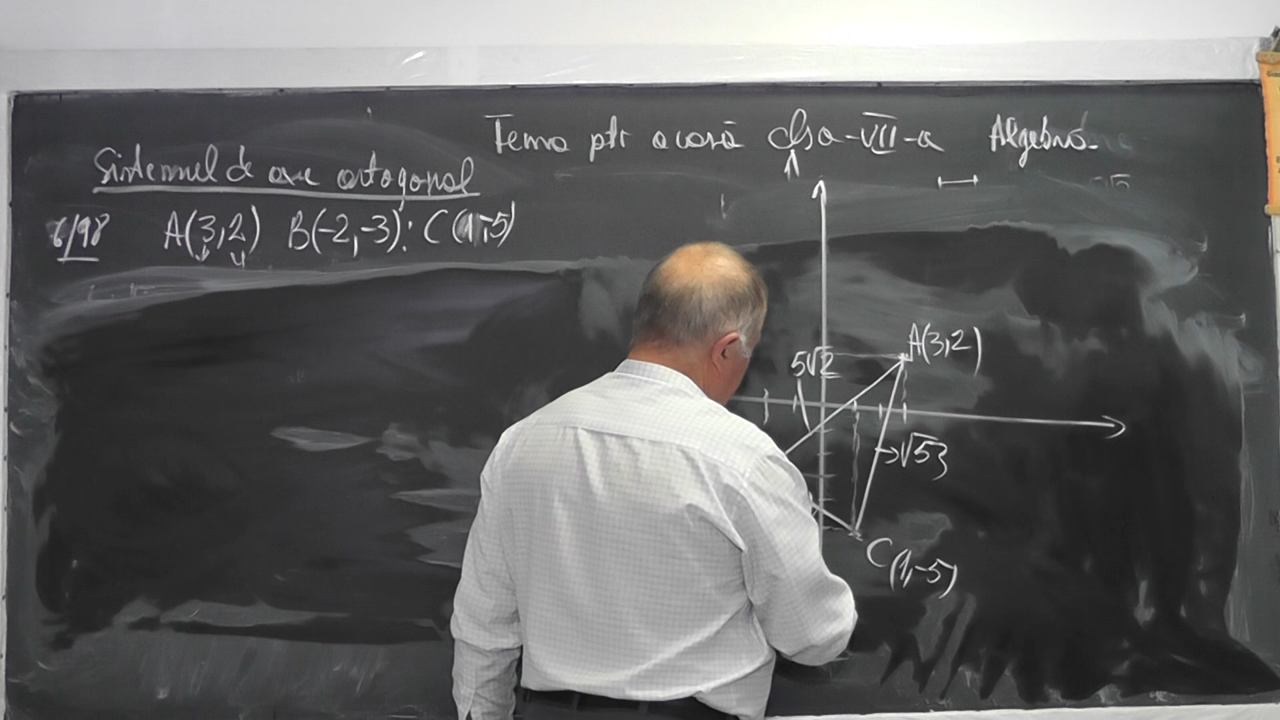 Tema ptr acasă clsa-VII-a Algebră
Sistemul de axe ortogonal
6/98 A(3,2) B(-2,-3); C(1,-5)
A(3,2)
5√2
√53
C(1,-5)